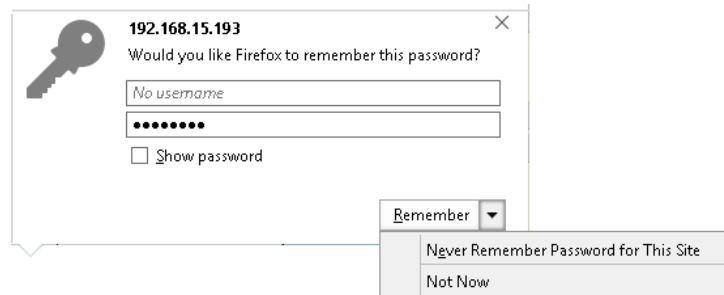 192.168.15.193
Would you like Firefox to remember this password?
No username
••••••••
Show password
Remember
Never Remember Password for This Site
Not Now